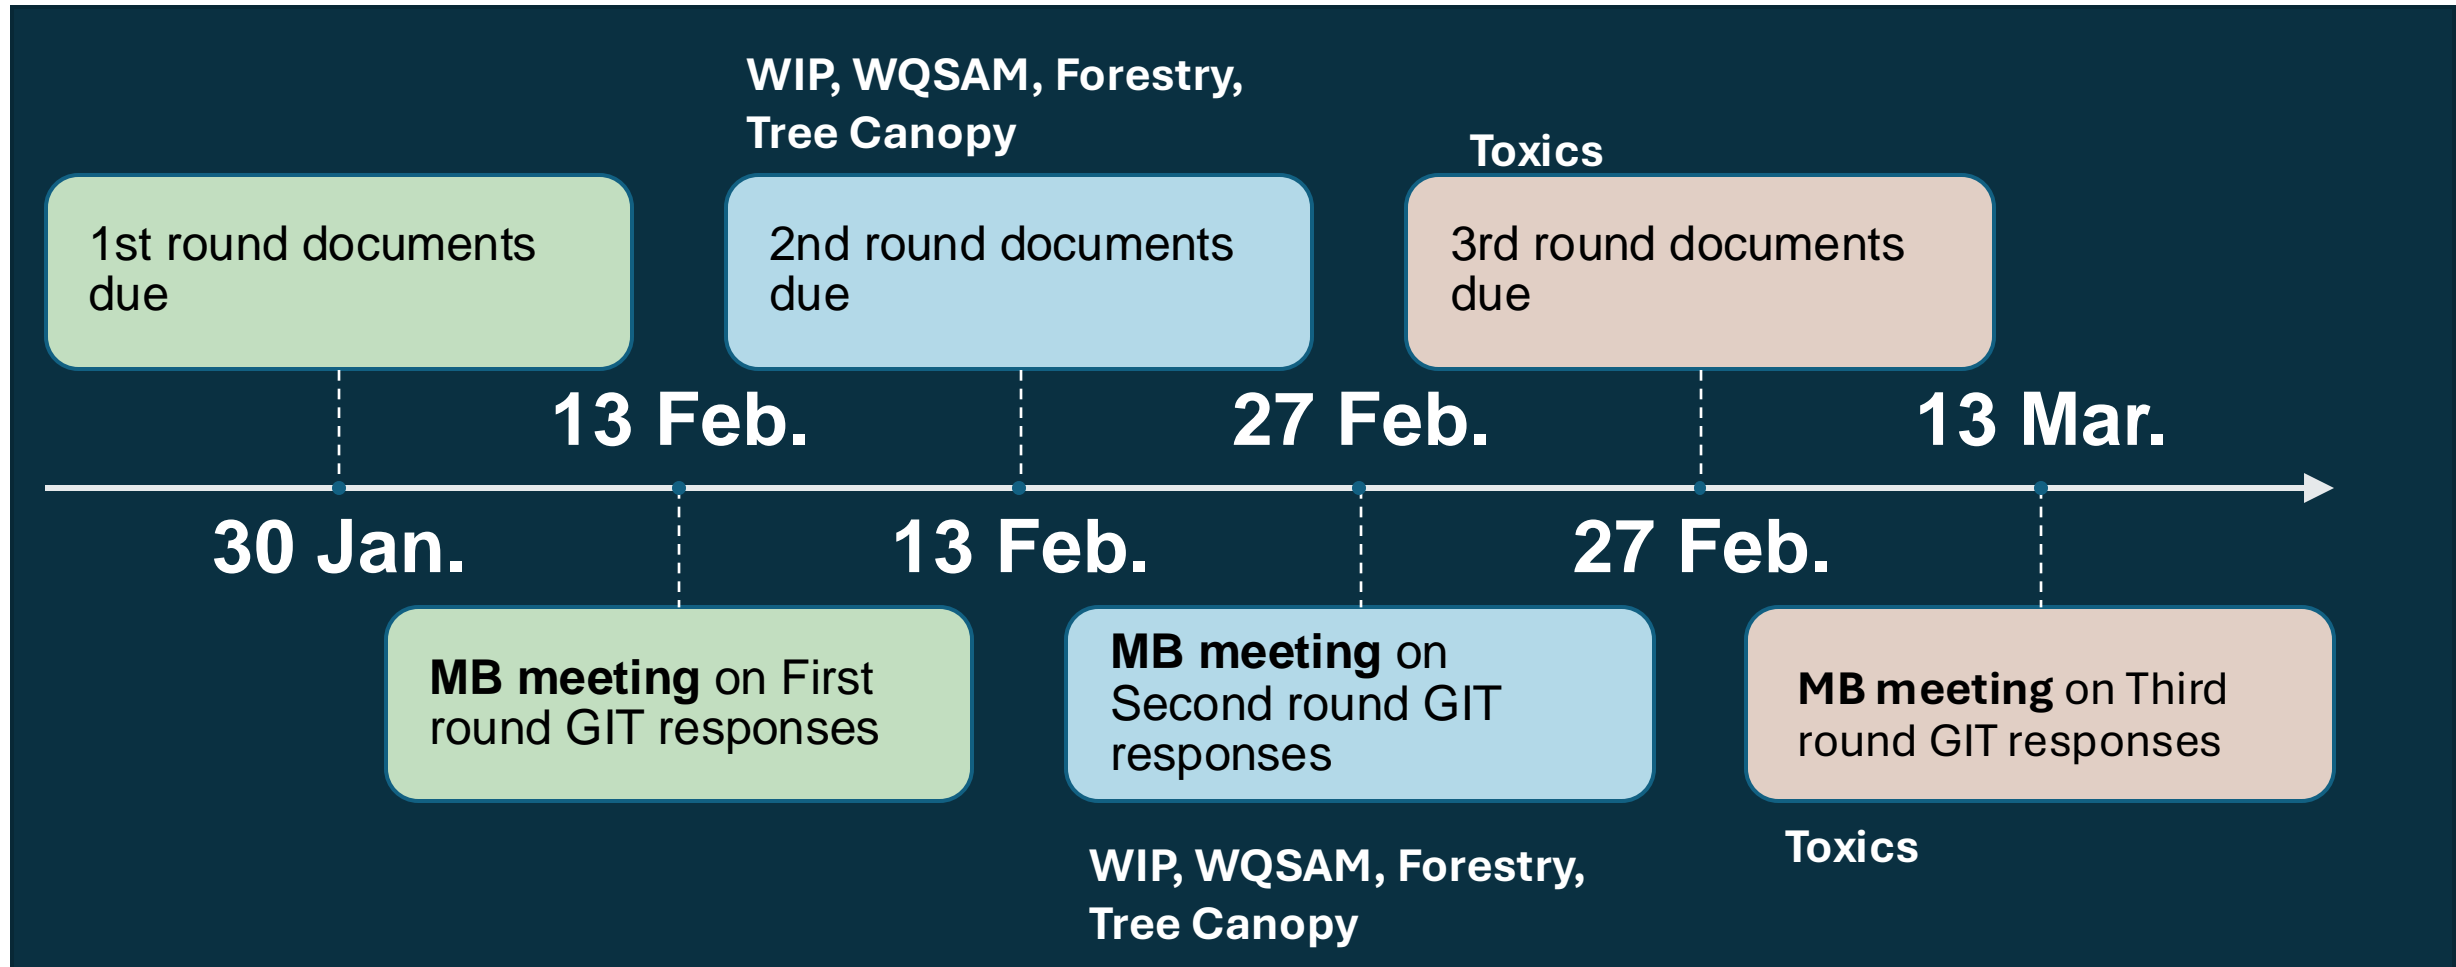 WIP, WQSAM, Forestry,
Tree Canopy
Toxics
1st round documents
due
2nd round documents
due
3rd round documents
due
13 Feb.
27 Feb.
13 Mar.
30 Jan.
13 Feb.
27 Feb.
MB meeting on First
round GIT responses
MB meeting on
Second round GIT
responses
MB meeting on Third
round GIT responses
WIP, WQSAM, Forestry,
Tree Canopy
Toxics